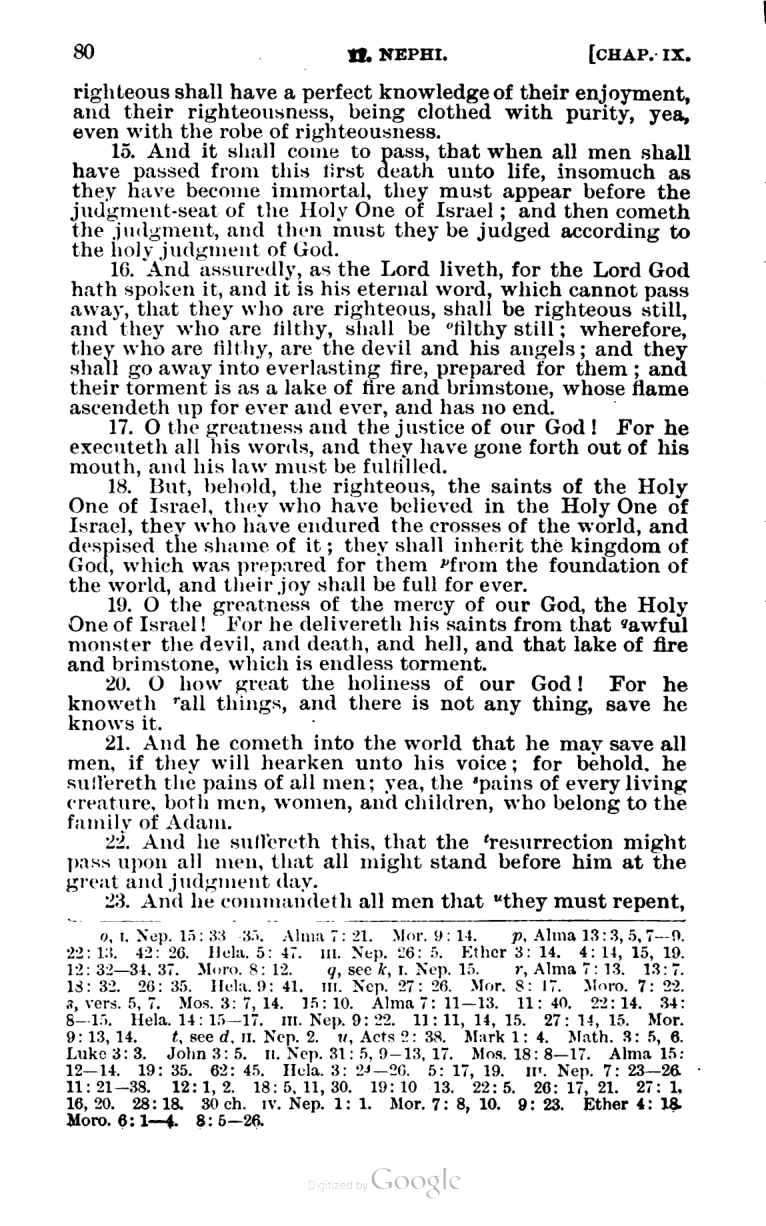 80 II. NEPHI. [CHAP. IX.
righteous shall have a perfect knowledge of their enjoyment,
and their righteousness, being clothed with purity, yea,
even with the robe of righteousness.
15. And it shall come to pass, that when all men shall
have passed from this first death unto life, insomuch as
they have become immortal, they must appear before the
judgment-seat of the Holy One of Israel; and then cometh
the judgment, and then must they be judged according to
the holy judgment of God.
16. And assuredly, as the Lord liveth, for the Lord God
hath spoken it, and it is his eternal word, which cannot pass
away, that they who are righteous, shall be righteous still,
and they who are filthy, shall be ᵒfilthy still; wherefore,
they who are filthy, are the devil and his angels; and they
shall go away into everlasting fire, prepared for them; and
their torment is as a lake of fire and brimstone, whose flame
ascendeth up for ever and ever, and has no end.
17. O the greatness and the justice of our God! For he
executeth all his words, and they have gone forth out of his
mouth, and his law must be fulfilled.
18. But, behold, the righteous, the saints of the Holy
One of Israel, they who have believed in the Holy One of
Israel, they who have endured the crosses of the world, and
despised the shame of it; they shall inherit the kingdom of
God, which was prepared for them ᵖfrom the foundation of
the world, and their joy shall be full for ever.
19. O the greatness of the mercy of our God, the Holy
One of Israel! For he delivereth his saints from that qawful
monster the devil, and death, and hell, and that lake of fire
and brimstone, which is endless torment.
20. O how great the holiness of our God! For he
knoweth ʳall things, and there is not any thing, save he
knows it.
21. And he cometh into the world that he may save all
men, if they will hearken unto his voice; for behold, he
suffereth the pains of all men; yea, the ˢpains of every living
creature, both men, women, and children, who belong to the
family of Adam.
22. And he suffereth this, that the ᵗresurrection might
pass upon all men, that all might stand before him at the
great and judgment day.
23. And he commandeth all men that ᵘthey must repent,
o, I. Nep. 15: 33-35. Alma 7: 21. Mor. 9: 14. p, Alma 13: 3, 5, 7—9.
22: 13. 42: 26. Hela. 5: 47. III. Nep. 26: 5. Ether 3: 14. 4: 14, 15, 19.
12: 32—34, 37. Moro. 8: 12. q, see k, I. Nep. 15. r, Alma 7: 13. 13: 7.
18: 32. 26: 35. Hela. 9: 41. III. Nep. 27: 26. Mor. 8: 17. Moro. 7: 22.
s, vers. 5, 7. Mos. 3: 7, 14. 15: 10. Alma 7: 11—13. 11: 40. 22: 14. 34:
8—15. Hela. 14: 15—17. III. Nep. 9: 22. 11: 11, 14, 15. 27: 14, 15. Mor.
9: 13, 14. t, see d, II. Nep. 2. u, Acts 2: 38. Mark 1: 4. Math. 3: 5, 6.
Luke 3: 3. John 3: 5. II. Nep. 31: 5, 9—13, 17. Mos. 18: 8—17. Alma 15:
12—14. 19: 35. 62: 45. Hela. 3: 24—26. 5: 17, 19. III. Nep. 7: 23—26.
11: 21—38. 12: 1, 2. 18: 5, 11, 30. 19: 10-13. 22: 5. 26: 17, 21. 27: 1,
16, 20. 28: 18. 30 ch. IV. Nep. 1: 1. Mor. 7: 8, 10. 9: 23. Ether 4: 18.
Moro. 6: 1—4. 8: 5—26.
Digitized by Google